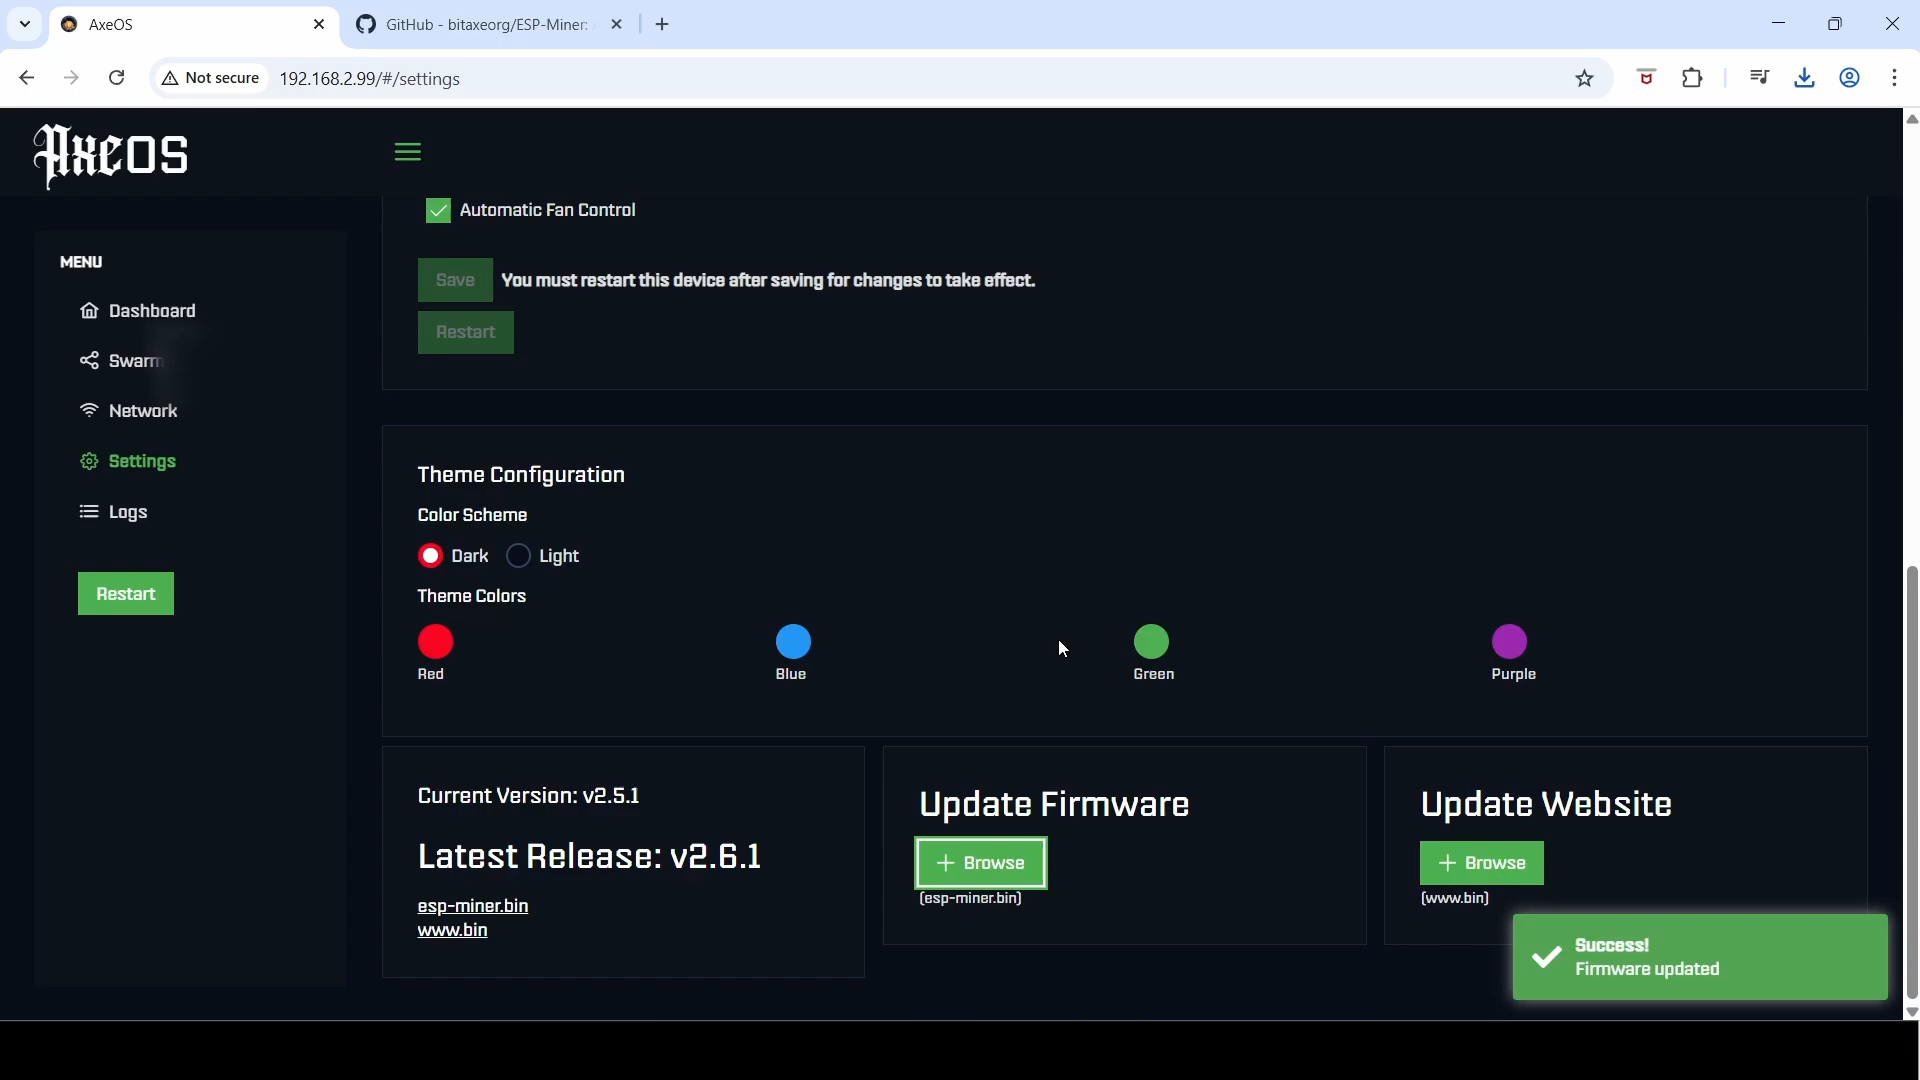 AxeOS
GitHub - bitaxeorg/ESP-Miner:
Not secure
192.168.2.99/#/settings
AxeOS
Automatic Fan Control
MENU
Save
You must restart this device after saving for changes to take effect.
Dashboard
Restart
Swarm
Network
Settings
Theme Configuration
Logs
Color Scheme
Dark
Light
Restart
Theme Colors
Red
Blue
Green
Purple
Current Version: v2.5.1
Latest Release: v2.6.1
esp-miner.bin
www.bin
Update Firmware
+ Browse
(esp-miner.bin)
Update Website
+ Browse
(www.bin)
Success!
Firmware updated